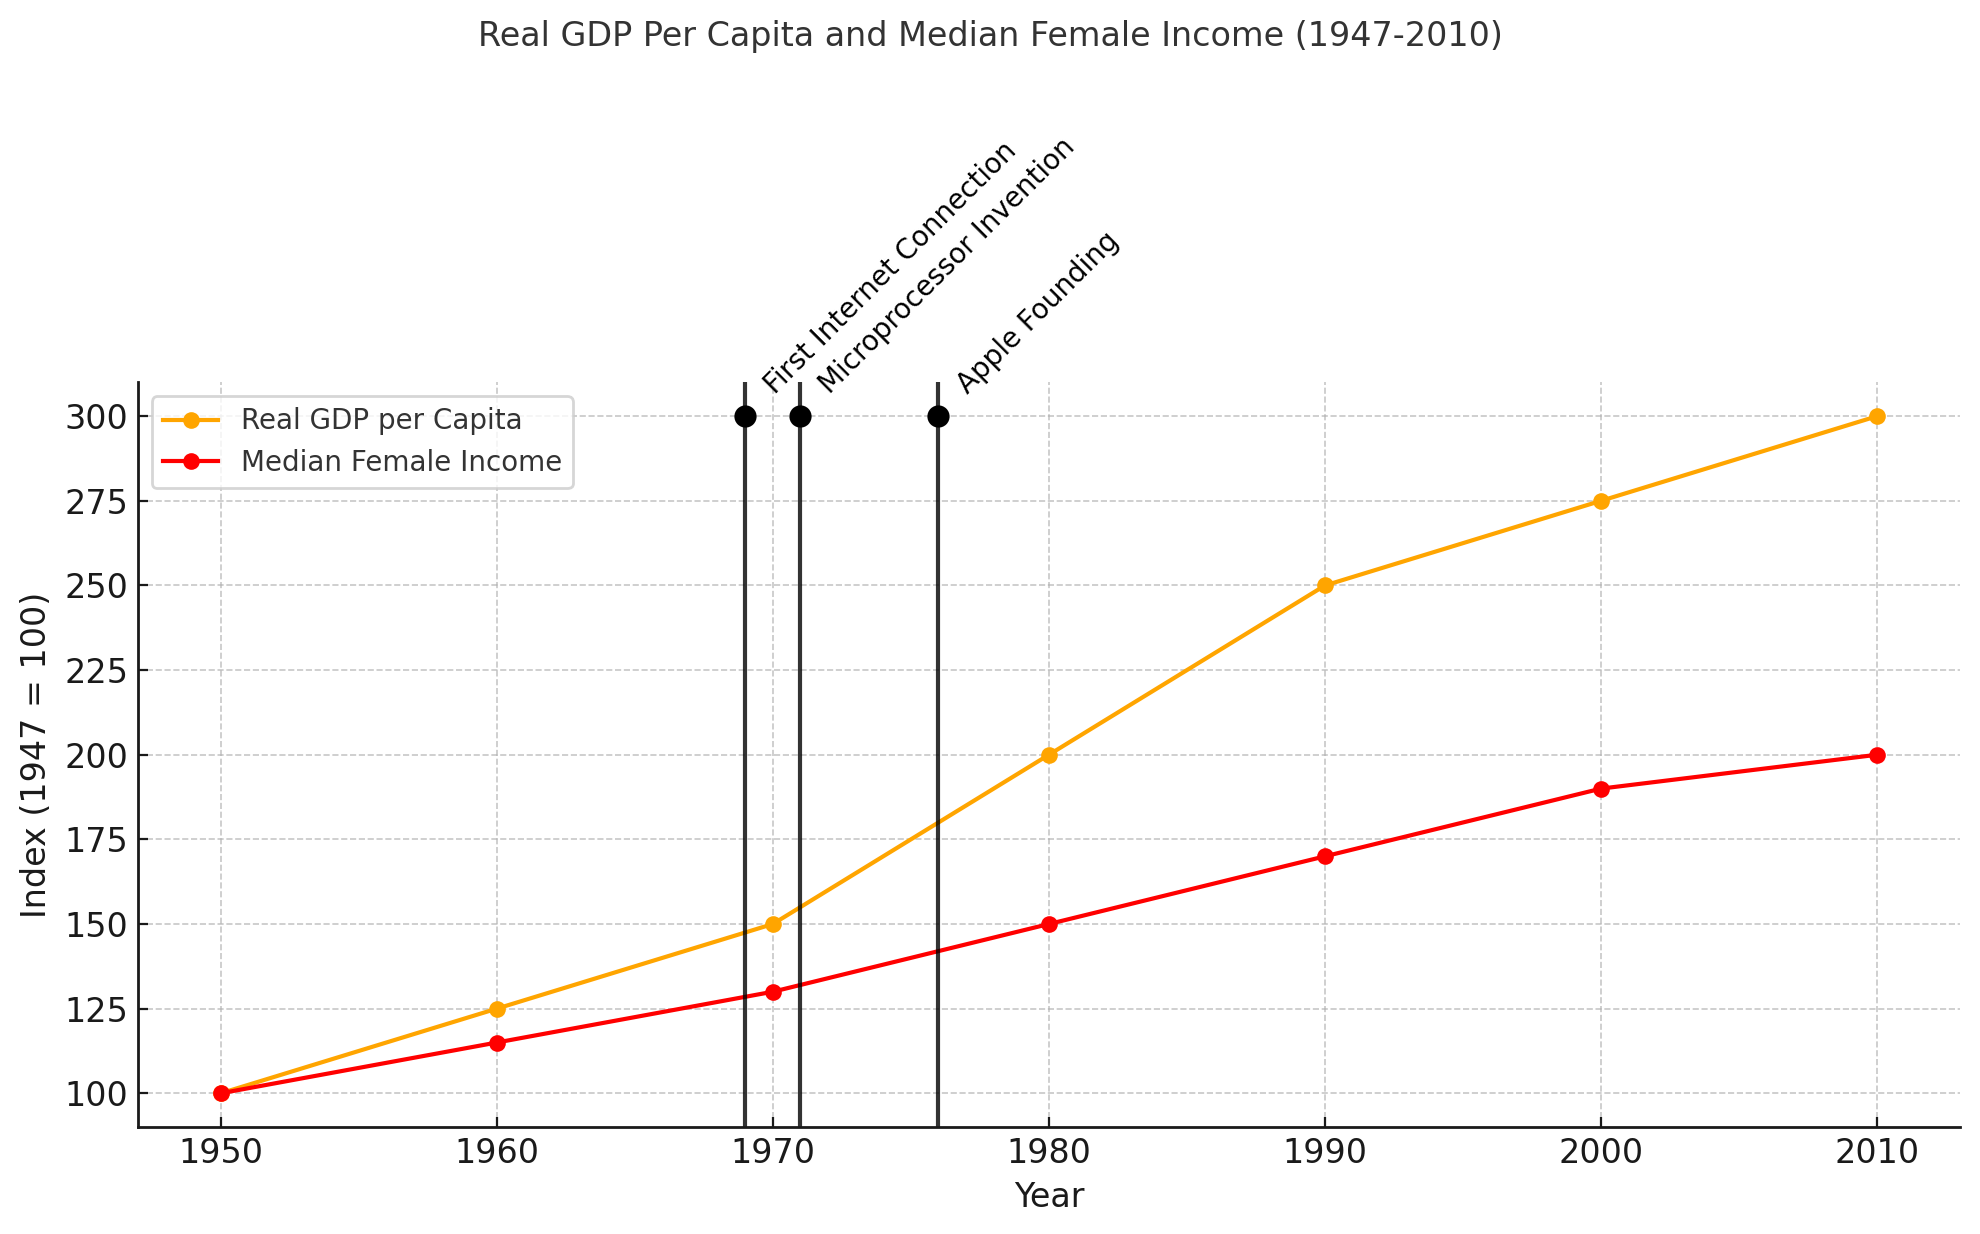 Real GDP Per Capita and Median Female Income (1947-2010)
First Internet Connection
Microprocessor Invention
Apple Founding
Real GDP per Capita
Median Female Income
Index (1947 = 100)
300
275
250
225
200
175
150
125
100
1950 1960 1970 1980 1990 2000 2010
Year